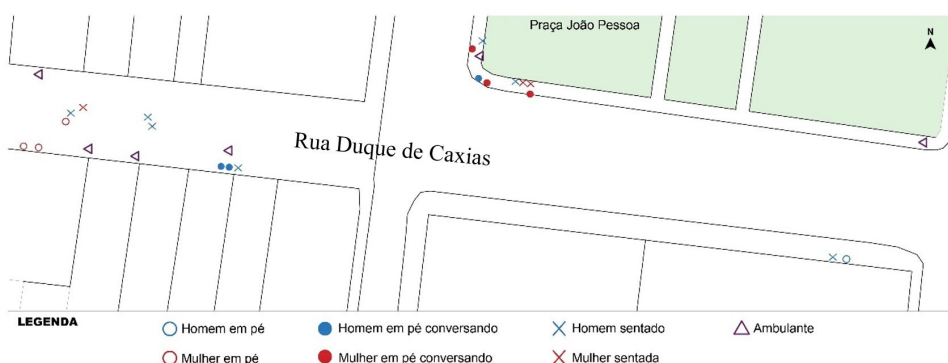 Praça João Pessoa
N
Rua Duque de Caxias
LEGENDA
Homem em pé
Homem em pé conversando
Homem sentado
Ambulante
Mulher em pé
Mulher em pé conversando
Mulher sentada